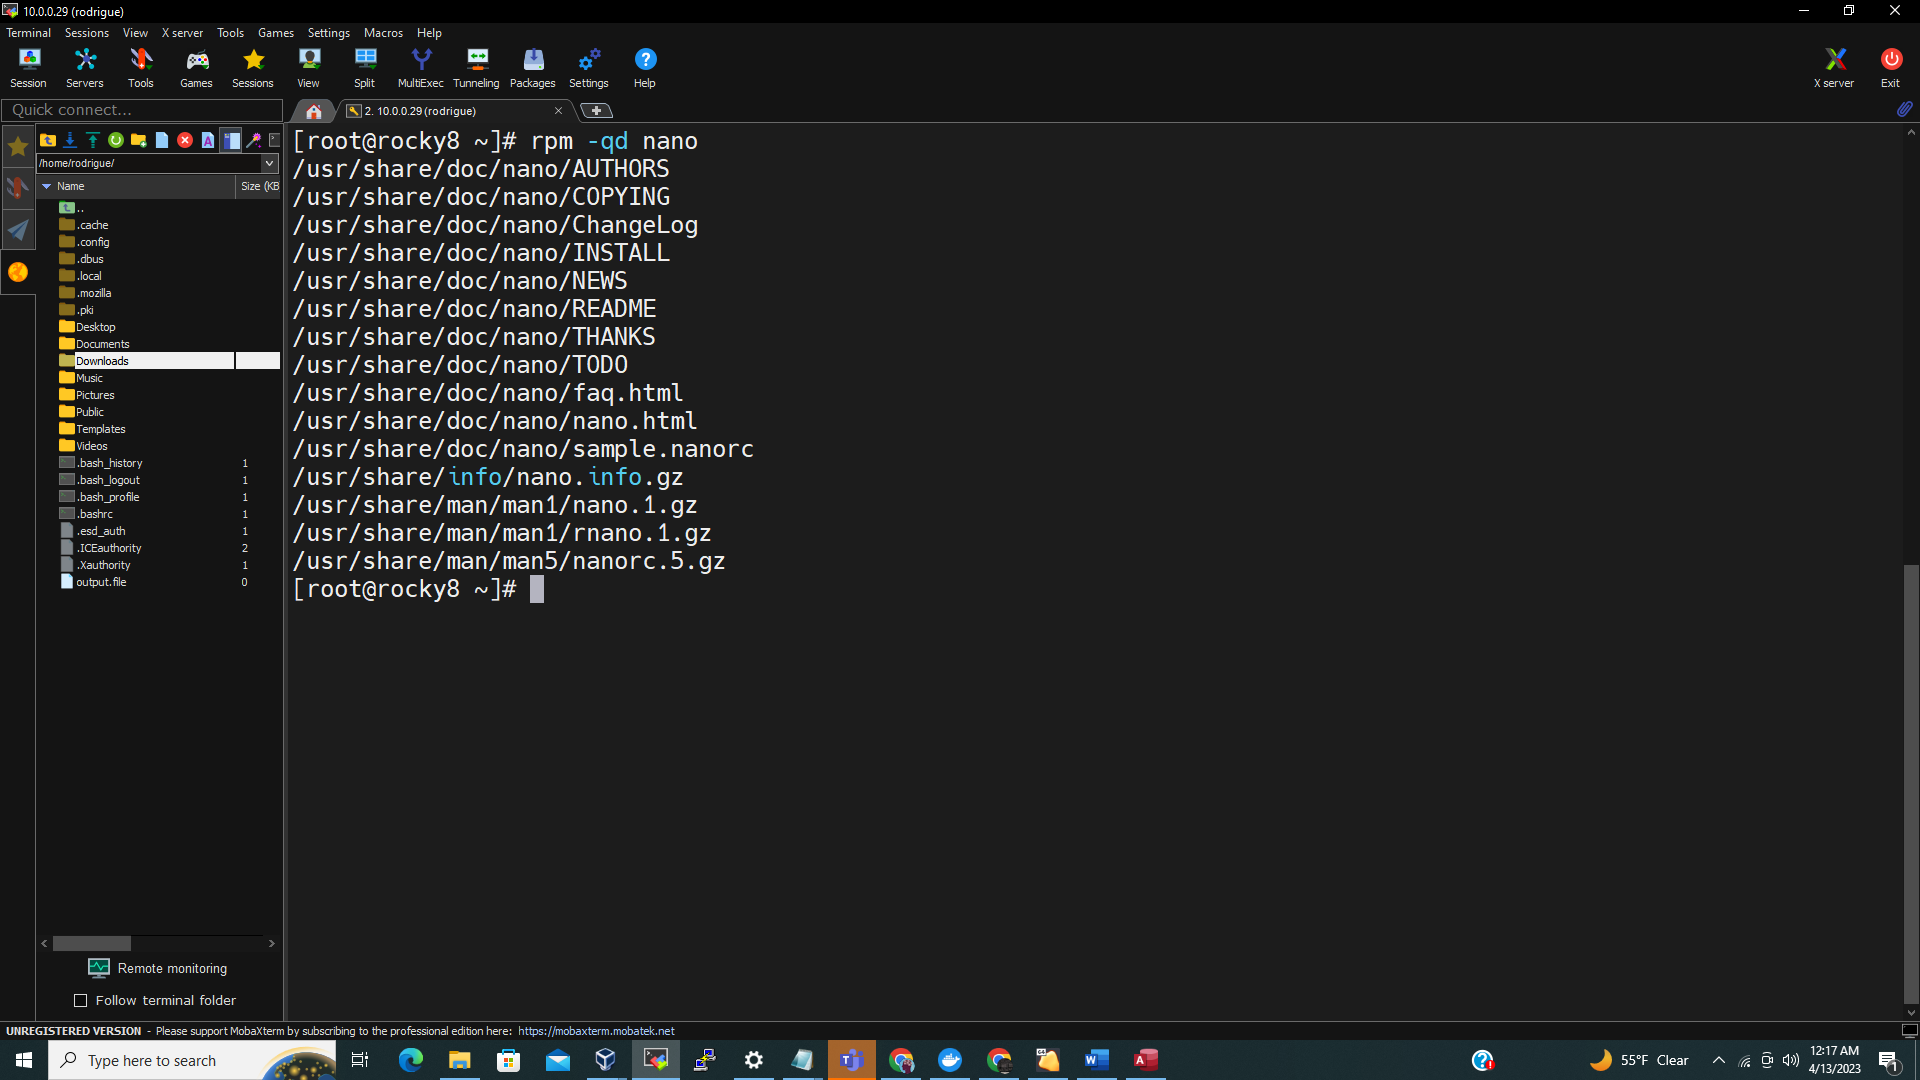 10.0.0.29 (rodrigue)
Terminal Sessions View X server Tools Games Settings Macros Help
Session Servers Tools Games Sessions View Split MultiExec Tunneling Packages Settings Help X server Exit
Quick connect...
2. 10.0.0.29 (rodrigue)
/home/rodrigue/
Name Size (KB
..
.cache
.config
.dbus
.local
.mozilla
.pki
Desktop
Documents
Downloads
Music
Pictures
Public
Templates
Videos
.bash_history 1
.bash_logout 1
.bash_profile 1
.bashrc 1
.esd_auth 1
.ICEauthority 2
.Xauthority 1
output.file 0
Remote monitoring
Follow terminal folder
[root@rocky8 ~]# rpm -qd nano
/usr/share/doc/nano/AUTHORS
/usr/share/doc/nano/COPYING
/usr/share/doc/nano/ChangeLog
/usr/share/doc/nano/INSTALL
/usr/share/doc/nano/NEWS
/usr/share/doc/nano/README
/usr/share/doc/nano/THANKS
/usr/share/doc/nano/TODO
/usr/share/doc/nano/faq.html
/usr/share/doc/nano/nano.html
/usr/share/doc/nano/sample.nanorc
/usr/share/info/nano.info.gz
/usr/share/man/man1/nano.1.gz
/usr/share/man/man1/rnano.1.gz
/usr/share/man/man5/nanorc.5.gz
[root@rocky8 ~]#
UNREGISTERED VERSION - Please support MobaXterm by subscribing to the professional edition here: https://mobaxterm.mobatek.net
Type here to search
55°F Clear
12:17 AM
4/13/2023
1